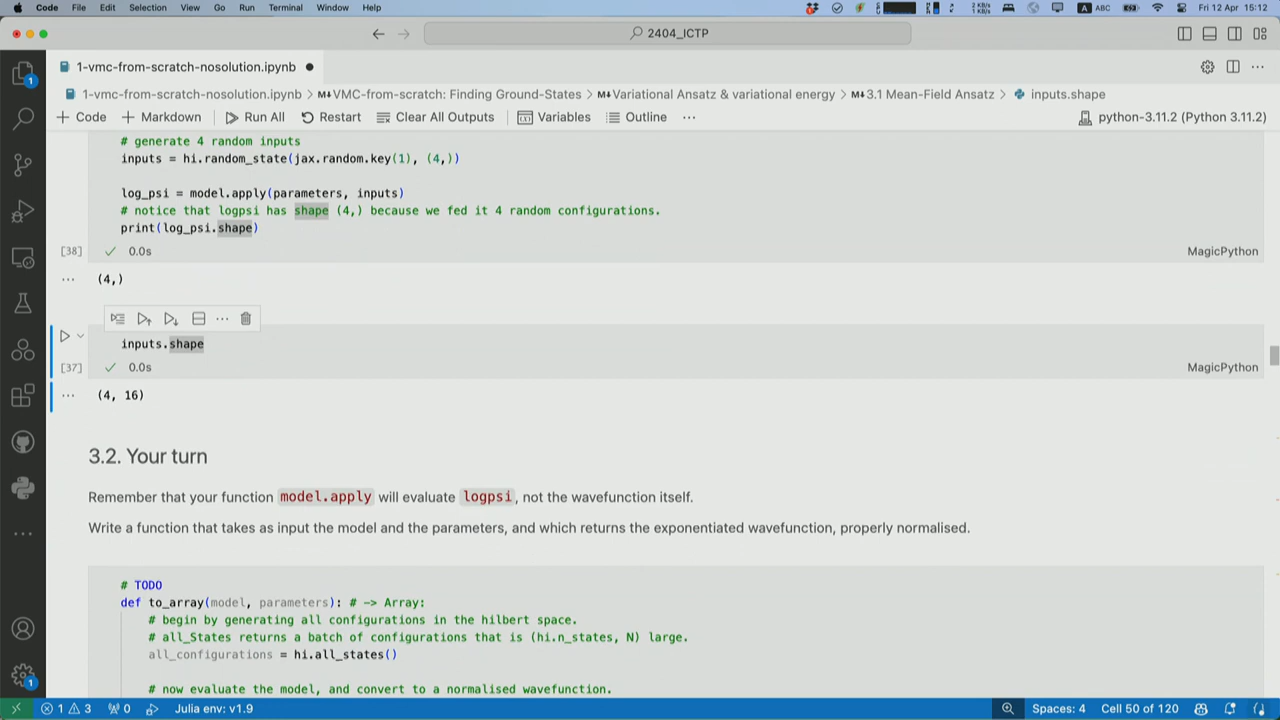 Code File Edit Selection View Go Run Terminal Window Help
ABC Fri 12 Apr 15:12
2404_ICTP
1-vmc-from-scratch-nosolution.ipynb
1-vmc-from-scratch-nosolution.ipynb > VMC-from-scratch: Finding Ground-States > Variational Ansatz & variational energy > 3.1 Mean-Field Ansatz > inputs.shape
+ Code + Markdown Run All Restart Clear All Outputs Variables Outline ... python-3.11.2 (Python 3.11.2)
# generate 4 random inputs
inputs = hi.random_state(jax.random.key(1), (4,))
log_psi = model.apply(parameters, inputs)
# notice that logpsi has shape (4,) because we fed it 4 random configurations.
print(log_psi.shape)
[38] 0.0s MagicPython
(4,)
inputs.shape
[37] 0.0s MagicPython
(4, 16)
3.2. Your turn
Remember that your function model.apply will evaluate logpsi, not the wavefunction itself.
Write a function that takes as input the model and the parameters, and which returns the exponentiated wavefunction, properly normalised.
# TODO
def to_array(model, parameters): # -> Array:
# begin by generating all configurations in the hilbert space.
# all_States returns a batch of configurations that is (hi.n_states, N) large.
all_configurations = hi.all_states()
# now evaluate the model, and convert to a normalised wavefunction.
1 3 0 Julia env: v1.9 Spaces: 4 Cell 50 of 120